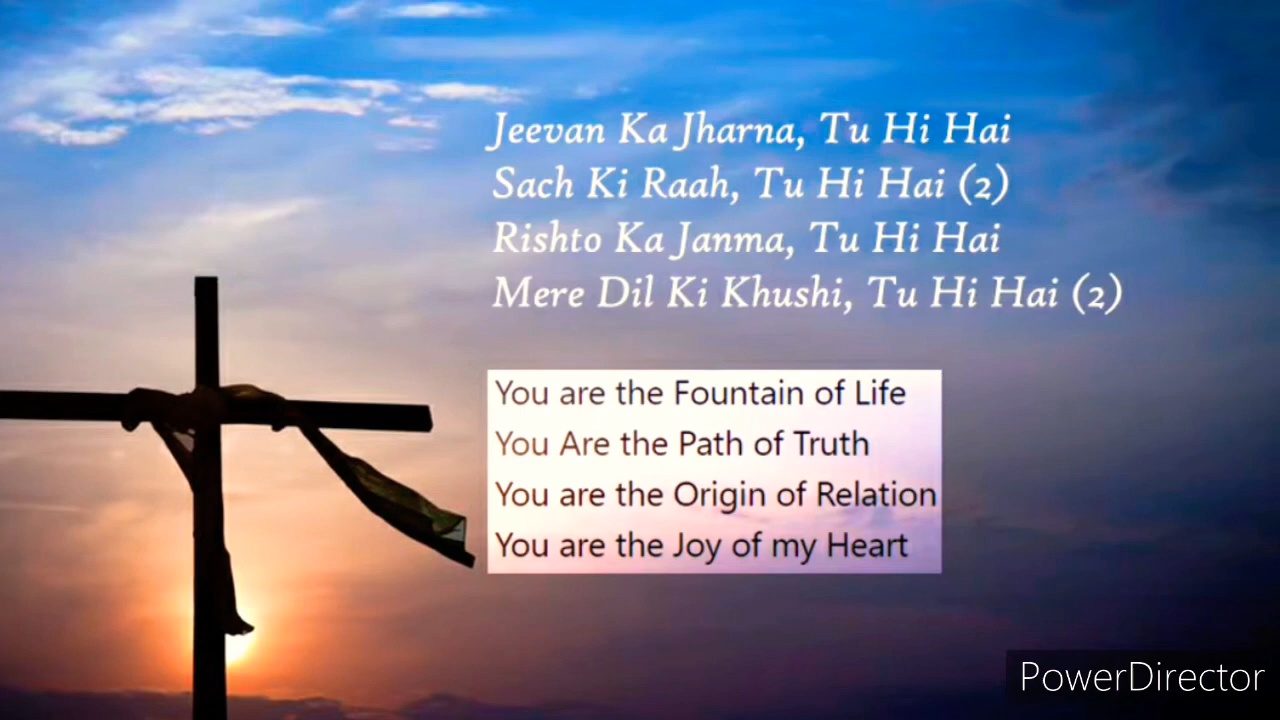 Jeevan Ka Jharna, Tu Hi Hai
Sach Ki Raah, Tu Hi Hai (2)
Rishto Ka Janma, Tu Hi Hai
Mere Dil Ki Khushi, Tu Hi Hai (2)
You are the Fountain of Life
You Are the Path of Truth
You are the Origin of Relation
You are the Joy of my Heart
PowerDirector